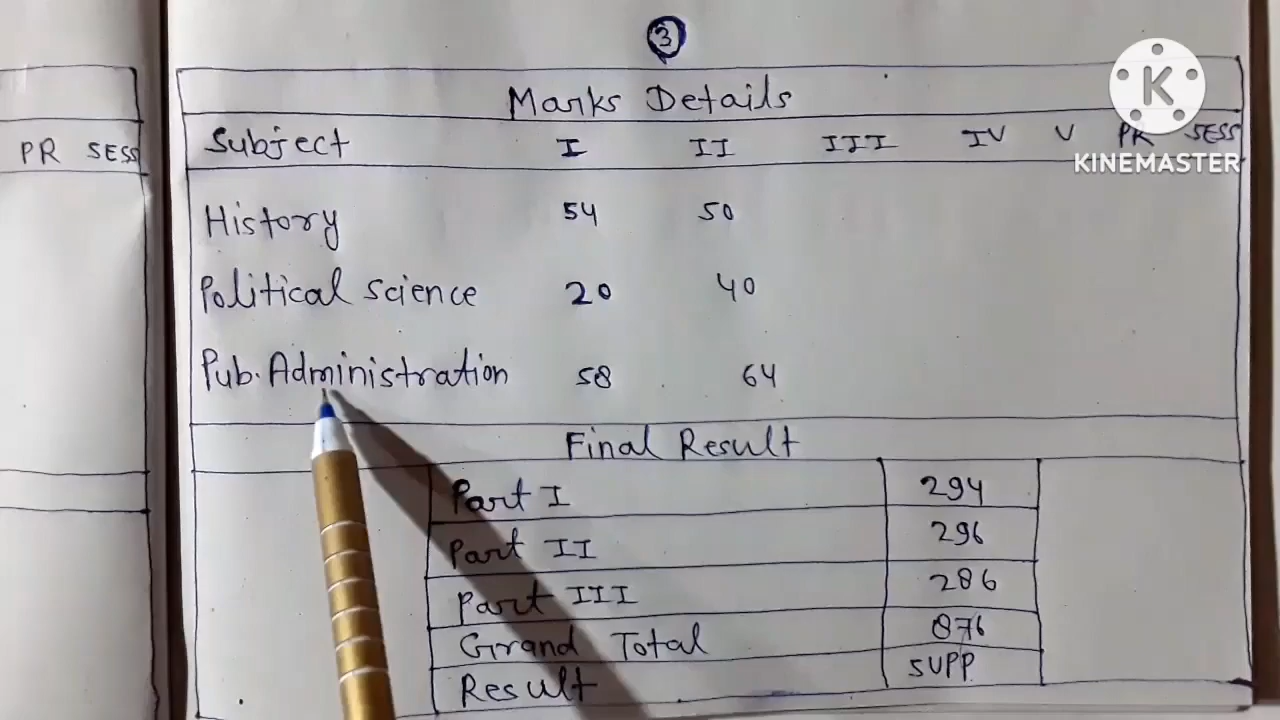 3
Marks Details
PR SESS
Subject I II III IV V PR SESS
KINEMASTER
History 54 50
Political science 20 40
Pub. Administration 58 64
Final Result
Part I 294
Part II 296
Part III 286
Grand Total 876
Result SUPP